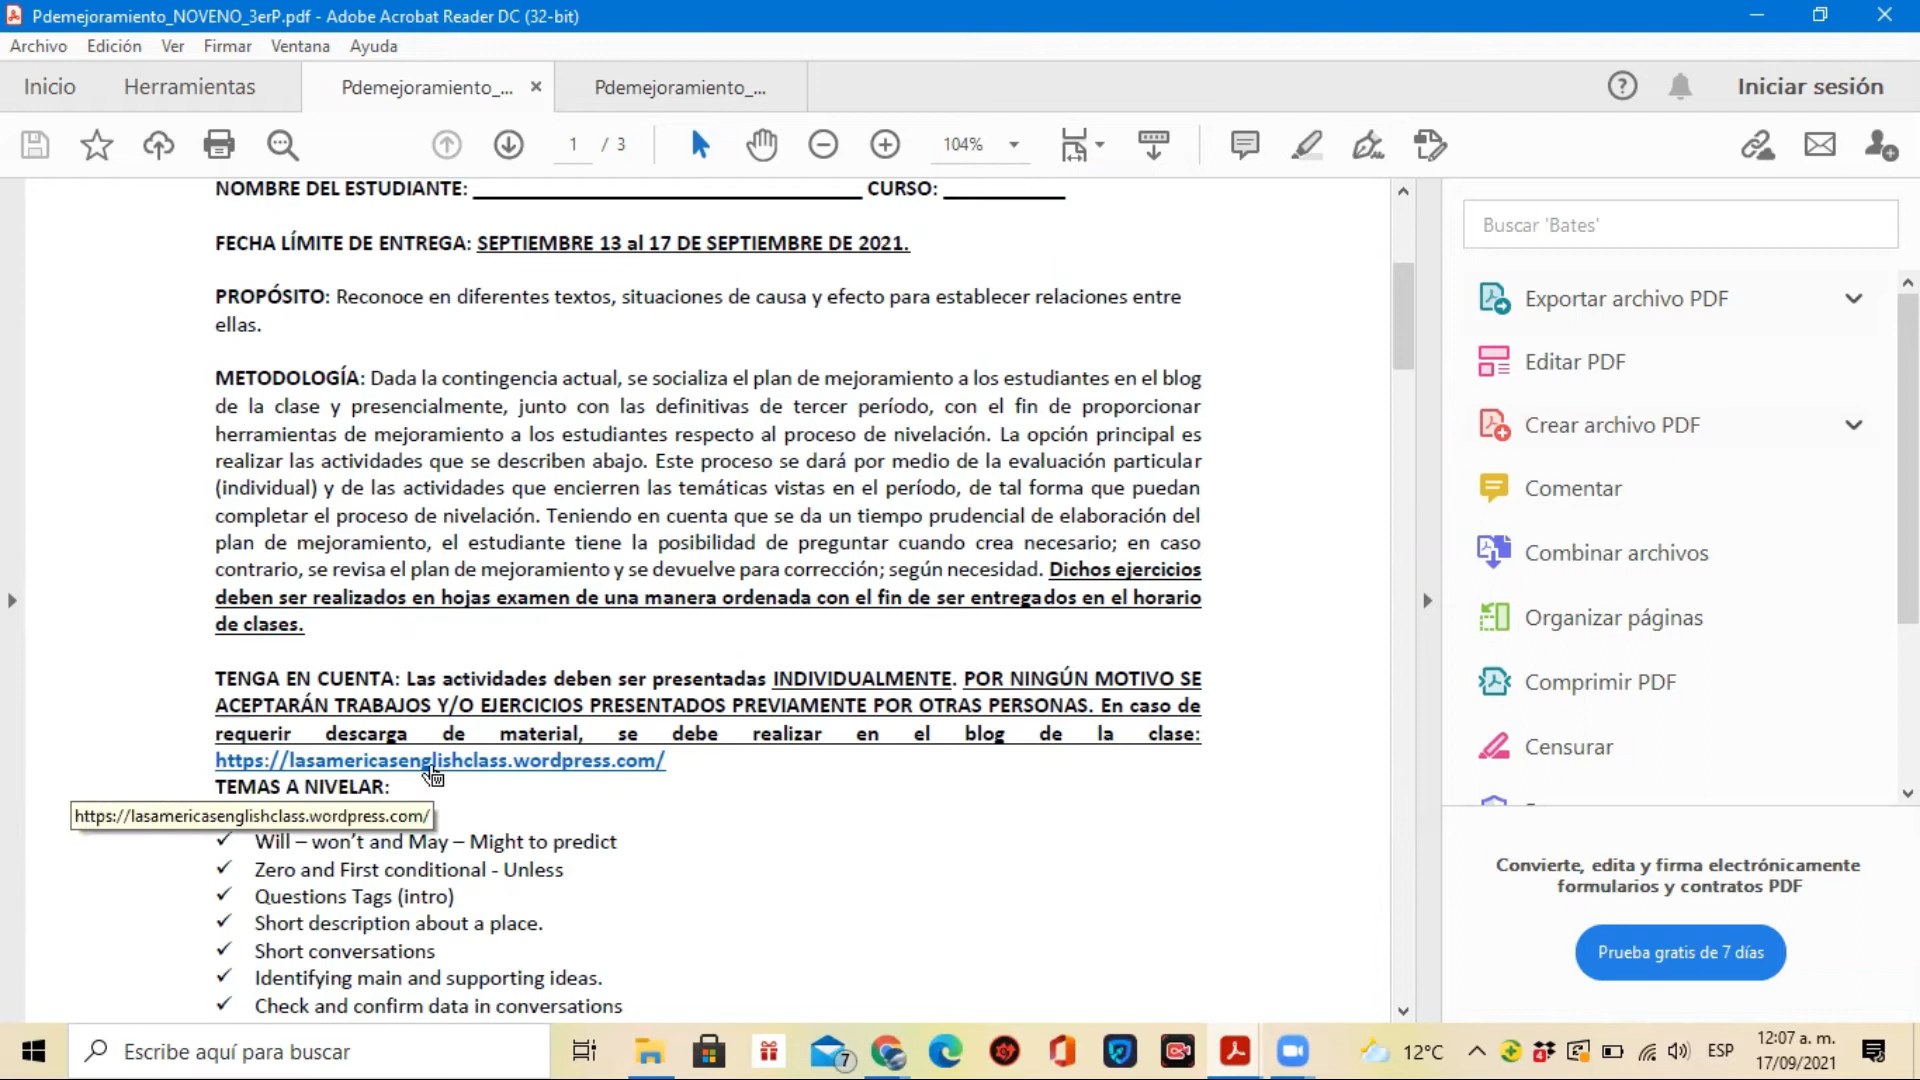 Pdemejoramiento_NOVENO_3erP.pdf - Adobe Acrobat Reader DC (32-bit)
Archivo Edición Ver Firmar Ventana Ayuda
Inicio Herramientas Pdemejoramiento_... Pdemejoramiento_... Iniciar sesión
1 / 3 104%
NOMBRE DEL ESTUDIANTE: CURSO:
FECHA LÍMITE DE ENTREGA: SEPTIEMBRE 13 al 17 DE SEPTIEMBRE DE 2021.
PROPÓSITO: Reconoce en diferentes textos, situaciones de causa y efecto para establecer relaciones entre
ellas.
METODOLOGÍA: Dada la contingencia actual, se socializa el plan de mejoramiento a los estudiantes en el blog
de la clase y presencialmente, junto con las definitivas de tercer período, con el fin de proporcionar
herramientas de mejoramiento a los estudiantes respecto al proceso de nivelación. La opción principal es
realizar las actividades que se describen abajo. Este proceso se dará por medio de la evaluación particular
(individual) y de las actividades que encierren las temáticas vistas en el período, de tal forma que puedan
completar el proceso de nivelación. Teniendo en cuenta que se da un tiempo prudencial de elaboración del
plan de mejoramiento, el estudiante tiene la posibilidad de preguntar cuando crea necesario; en caso
contrario, se revisa el plan de mejoramiento y se devuelve para corrección; según necesidad. Dichos ejercicios
deben ser realizados en hojas examen de una manera ordenada con el fin de ser entregados en el horario
de clases.
TENGA EN CUENTA: Las actividades deben ser presentadas INDIVIDUALMENTE. POR NINGÚN MOTIVO SE
ACEPTARÁN TRABAJOS Y/O EJERCICIOS PRESENTADOS PREVIAMENTE POR OTRAS PERSONAS. En caso de
requerir descarga de material, se debe realizar en el blog de la clase:
https://lasamericasenglishclass.wordpress.com/
TEMAS A NIVELAR:
https://lasamericasenglishclass.wordpress.com/
Will – won't and May – Might to predict
Zero and First conditional - Unless
Questions Tags (intro)
Short description about a place.
Short conversations
Identifying main and supporting ideas.
Check and confirm data in conversations
Buscar 'Bates'
Exportar archivo PDF
Editar PDF
Crear archivo PDF
Comentar
Combinar archivos
Organizar páginas
Comprimir PDF
Censurar
Convierte, edita y firma electrónicamente
formularios y contratos PDF
Prueba gratis de 7 días
Escribe aquí para buscar
7
4
12°C
ESP
12:07 a. m.
17/09/2021